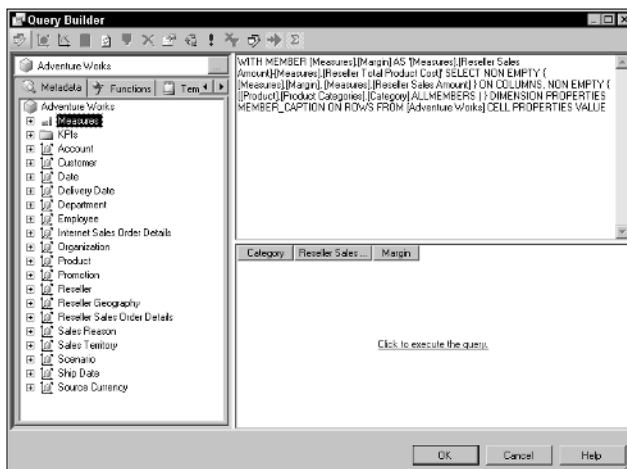 Query Builder
Adventure Works
...
Metadata
Functions
Tem
Adventure Works
Measures
KPIs
Account
Customer
Date
Delivery Date
Department
Employee
Internet Sales Order Details
Organization
Product
Promotion
Reseller
Reseller Geography
Reseller Sales Order Details
Sales Reason
Sales Territory
Scenario
Ship Date
Source Currency
WITH MEMBER [Measures].[Margin] AS '[Measures].[Reseller Sales
Amount]-[Measures].[Reseller Total Product Cost]' SELECT NON EMPTY {
[Measures].[Margin], [Measures].[Reseller Sales Amount] } ON COLUMNS, NON EMPTY {
([Product].[Product Categories].[Category].ALLMEMBERS ) } DIMENSION PROPERTIES
MEMBER_CAPTION ON ROWS FROM [Adventure Works] CELL PROPERTIES VALUE
Category Reseller Sales ... Margin
Click to execute the query.
OK Cancel Help